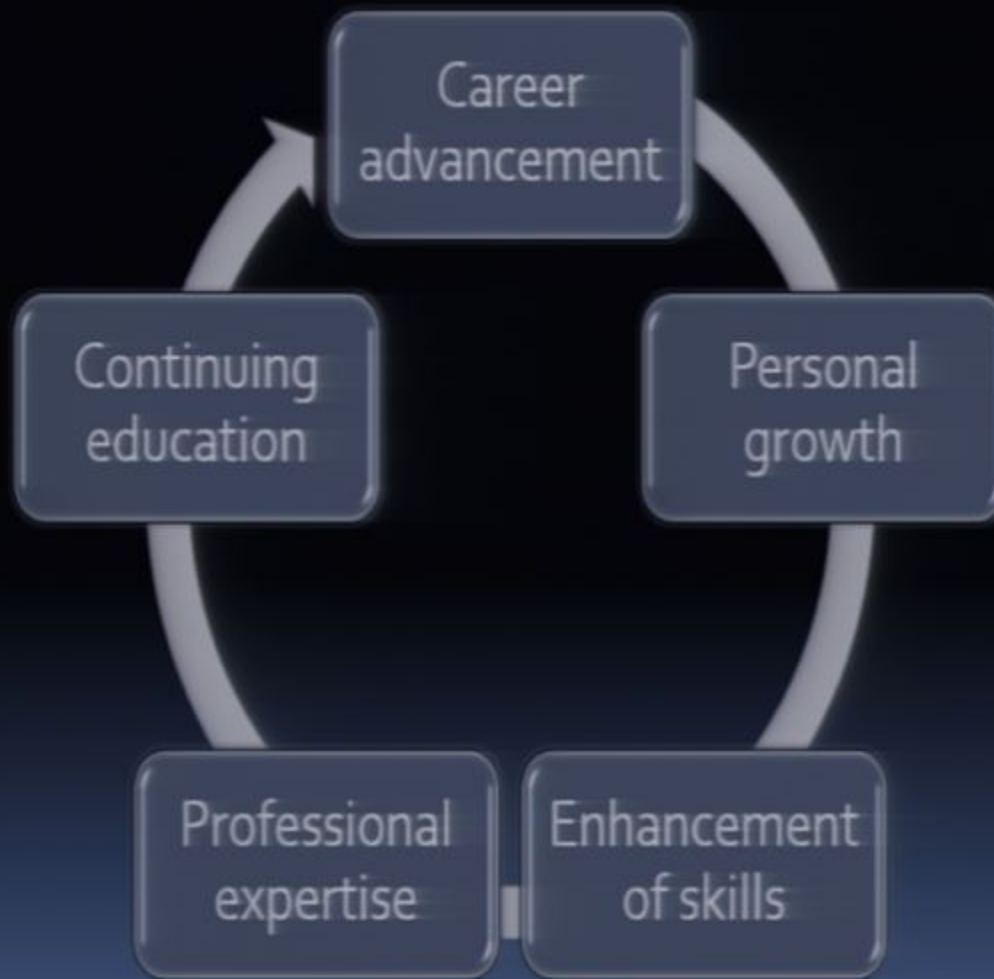 Career
advancement
Personal
growth
Enhancement
of skills
Professional
expertise
Continuing
education